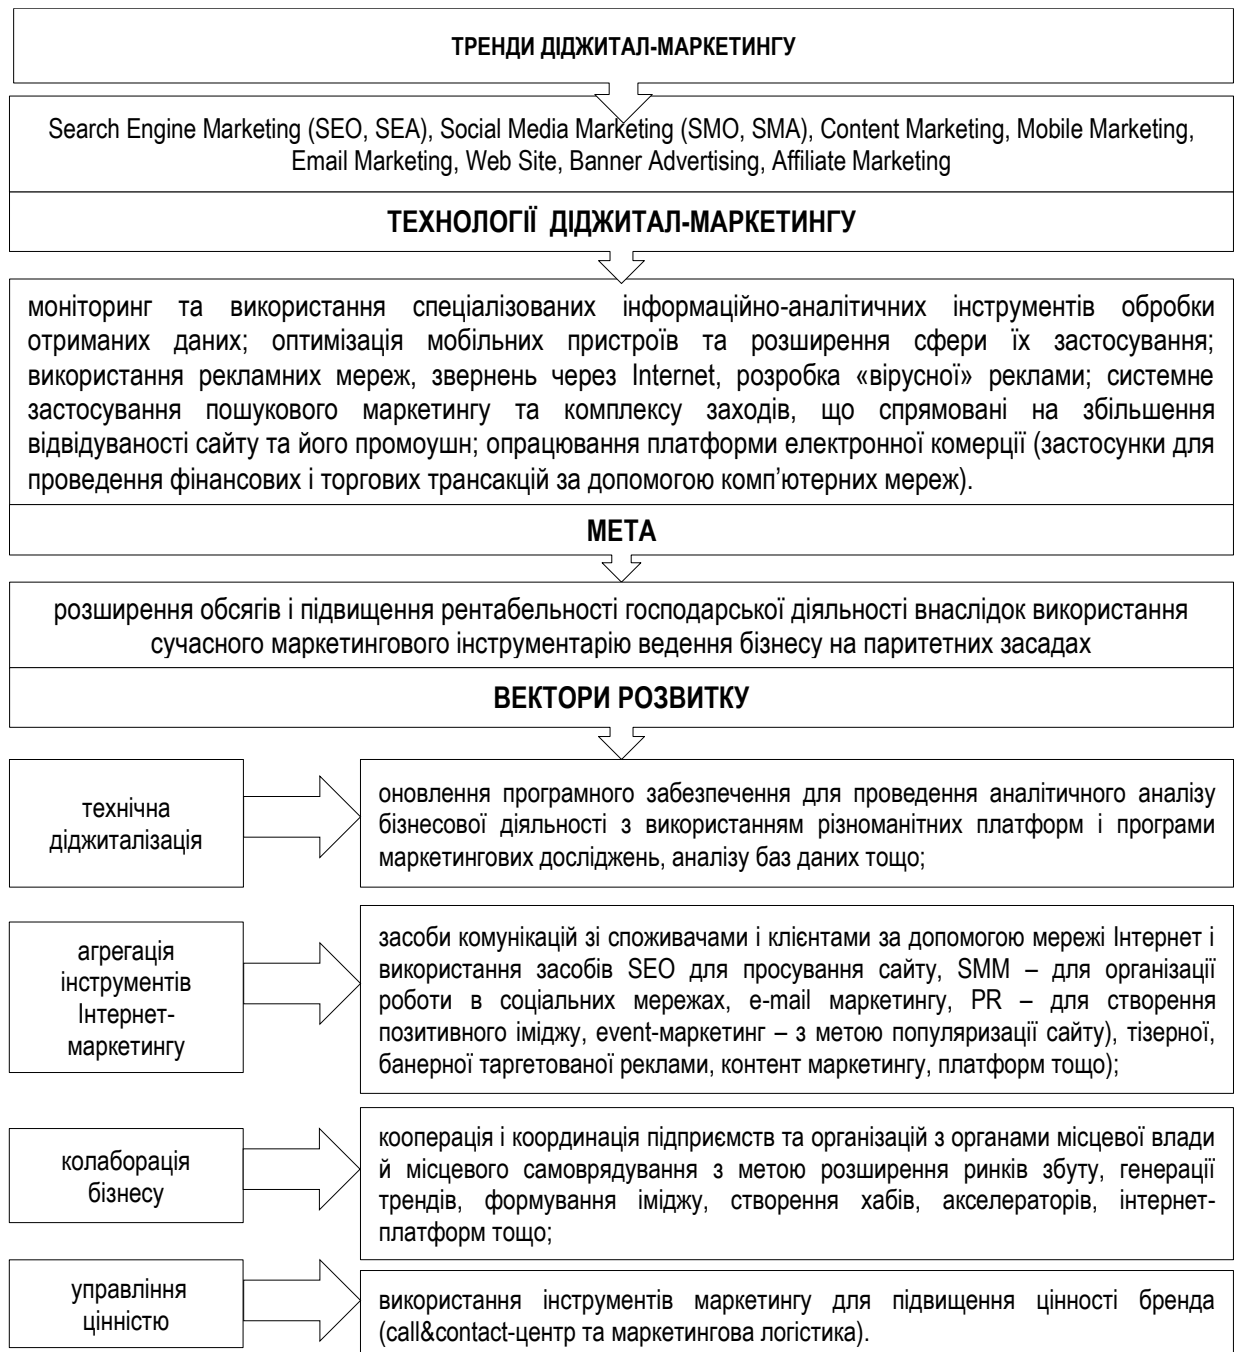 ТРЕНДИ ДІДЖИТАЛ-МАРКЕТИНГУ
Search Engine Marketing (SEO, SEA), Social Media Marketing (SMO, SMA), Content Marketing, Mobile Marketing,
Email Marketing, Web Site, Banner Advertising, Affiliate Marketing
ТЕХНОЛОГІЇ ДІДЖИТАЛ-МАРКЕТИНГУ
моніторинг та використання спеціалізованих інформаційно-аналітичних інструментів обробки
отриманих даних; оптимізація мобільних пристроїв та розширення сфери їх застосування;
використання рекламних мереж, звернень через Internet, розробка «вірусної» реклами; системне
застосування пошукового маркетингу та комплексу заходів, що спрямовані на збільшення
відвідуваності сайту та його промоушн; опрацювання платформи електронної комерції (застосунки для
проведення фінансових і торгових трансакцій за допомогою комп’ютерних мереж).
МЕТА
розширення обсягів і підвищення рентабельності господарської діяльності внаслідок використання
сучасного маркетингового інструментарію ведення бізнесу на паритетних засадах
ВЕКТОРИ РОЗВИТКУ
технічна
діджиталізація
оновлення програмного забезпечення для проведення аналітичного аналізу
бізнесової діяльності з використанням різноманітних платформ і програми
маркетингових досліджень, аналізу баз даних тощо;
агрегація
інструментів
Інтернет-
маркетингу
засоби комунікацій зі споживачами і клієнтами за допомогою мережі Інтернет і
використання засобів SEO для просування сайту, SMM – для організації
роботи в соціальних мережах, e-mail маркетингу, PR – для створення
позитивного іміджу, event-маркетинг – з метою популяризації сайту), тізерної,
банерної таргетованої реклами, контент маркетингу, платформ тощо);
колаборація
бізнесу
кооперація і координація підприємств та організацій з органами місцевої влади
й місцевого самоврядування з метою розширення ринків збуту, генерації
трендів, формування іміджу, створення хабів, акселераторів, інтернет-
платформ тощо;
управління
цінністю
використання інструментів маркетингу для підвищення цінності бренда
(call&contact-центр та маркетингова логістика).